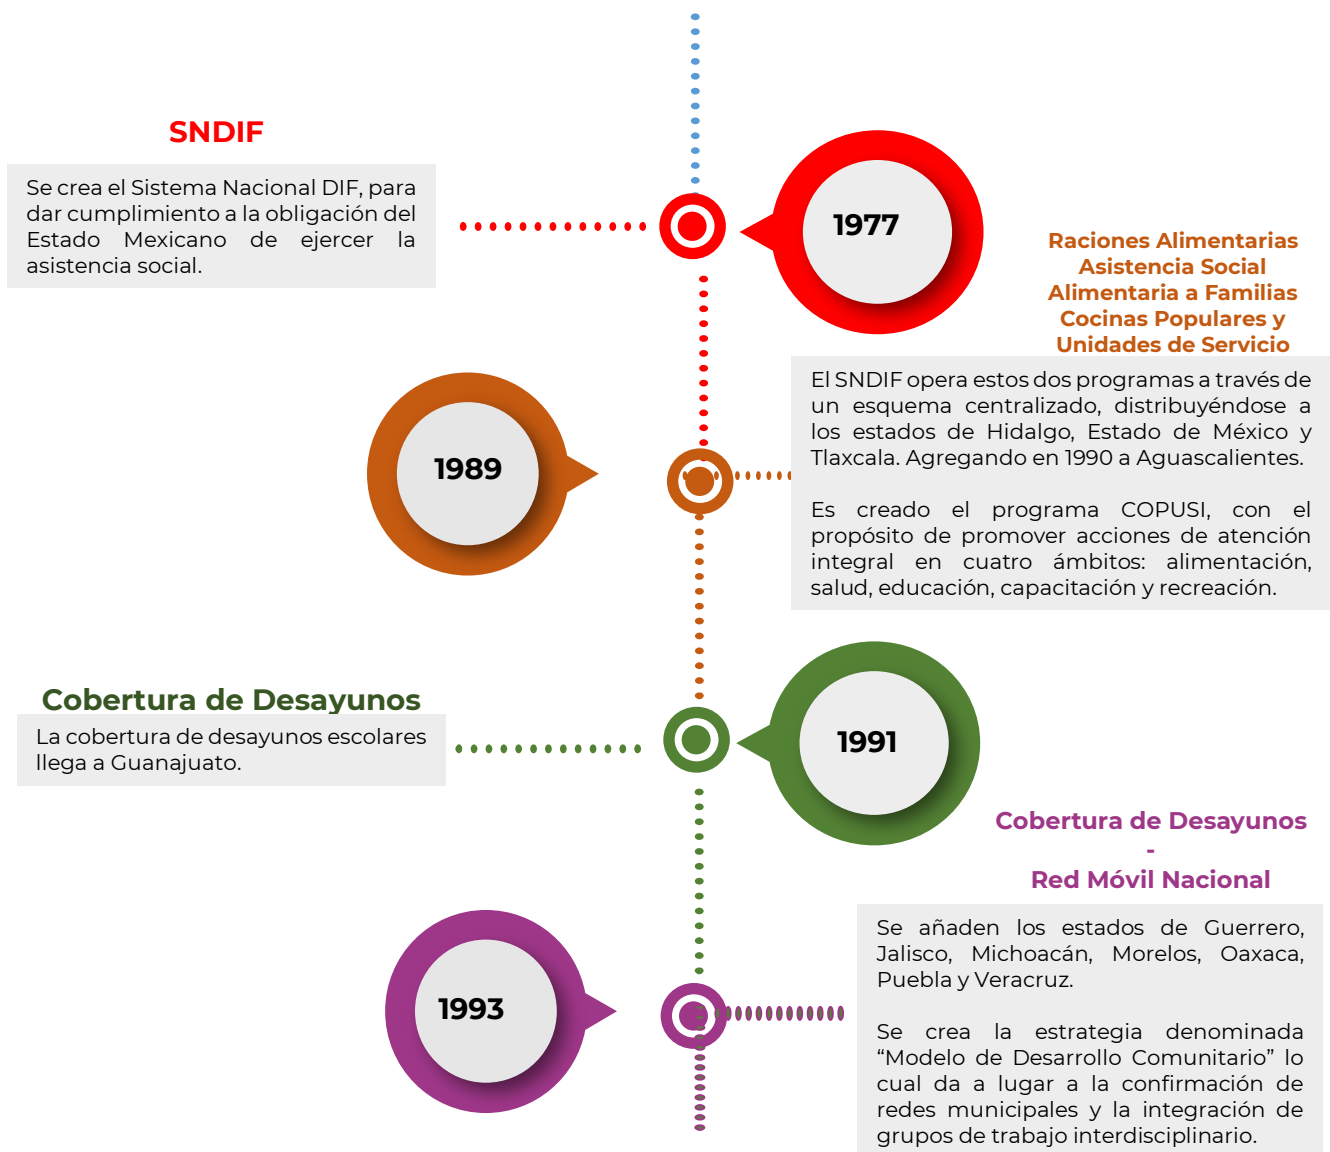 SNDIF
Se crea el Sistema Nacional DIF, para
dar cumplimiento a la obligación del
Estado Mexicano de ejercer la
asistencia social.
1977
Raciones Alimentarias
Asistencia Social
Alimentaria a Familias
Cocinas Populares y
Unidades de Servicio
El SNDIF opera estos dos programas a través de
un esquema centralizado, distribuyéndose a
los estados de Hidalgo, Estado de México y
Tlaxcala. Agregando en 1990 a Aguascalientes.
Es creado el programa COPUSI, con el
propósito de promover acciones de atención
integral en cuatro ámbitos: alimentación,
salud, educación, capacitación y recreación.
1989
Cobertura de Desayunos
La cobertura de desayunos escolares
llega a Guanajuato.
1991
Cobertura de Desayunos
-
Red Móvil Nacional
Se añaden los estados de Guerrero,
Jalisco, Michoacán, Morelos, Oaxaca,
Puebla y Veracruz.
Se crea la estrategia denominada
“Modelo de Desarrollo Comunitario” lo
cual da a lugar a la confirmación de
redes municipales y la integración de
grupos de trabajo interdisciplinario.
1993